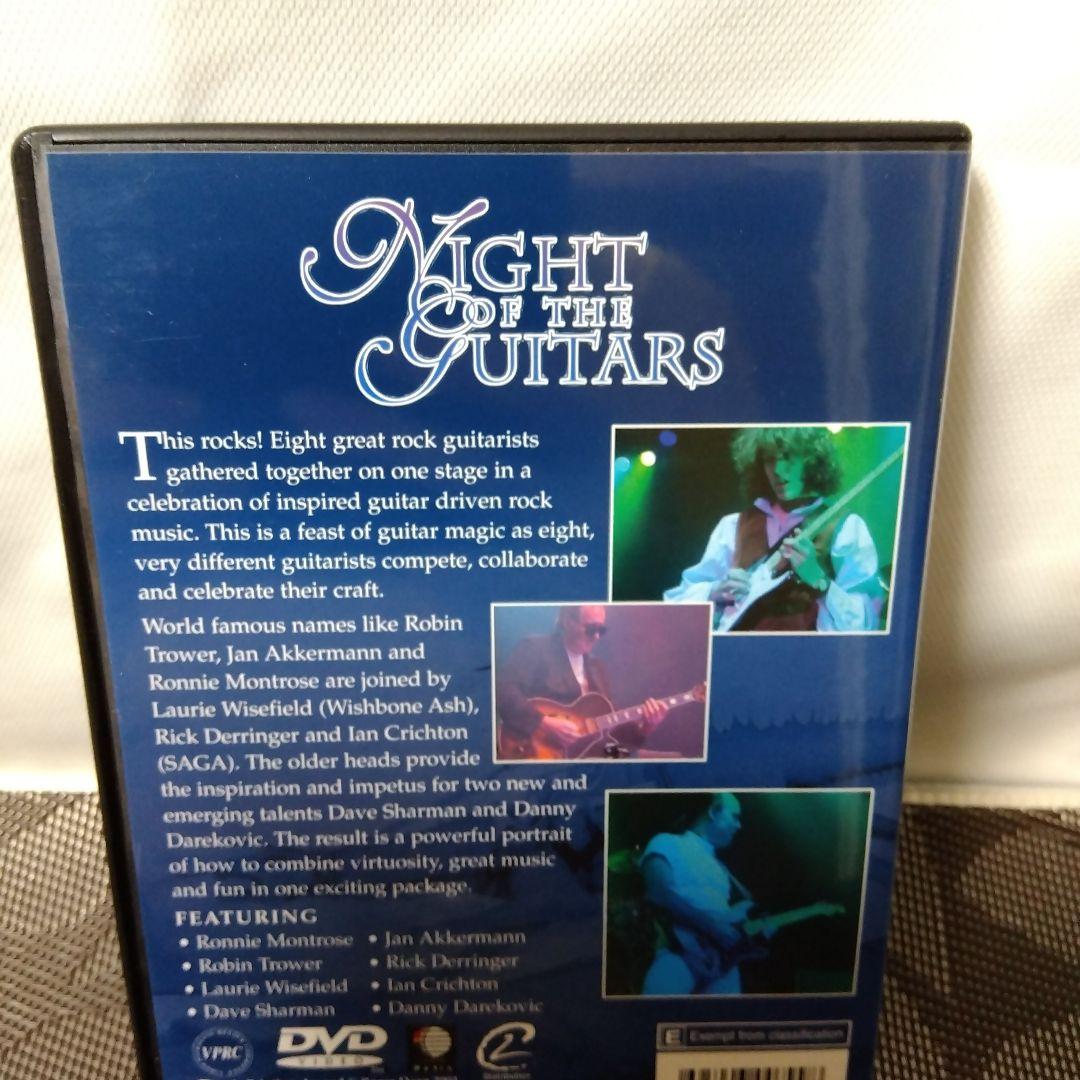 NIGHT
OF THE
GUITARS
This rocks! Eight great rock guitarists
gathered together on one stage in a
celebration of inspired guitar driven rock
music. This is a feast of guitar magic as eight,
very different guitarists compete, collaborate
and celebrate their craft.
World famous names like Robin
Trower, Jan Akkermann and
Ronnie Montrose are joined by
Laurie Wisefield (Wishbone Ash),
Rick Derringer and Ian Crichton
(SAGA). The older heads provide
the inspiration and impetus for two new and
emerging talents Dave Sharman and Danny
Darekovic. The result is a powerful portrait
of how to combine virtuosity, great music
and fun in one exciting package.
FEATURING
• Ronnie Montrose • Jan Akkermann
• Robin Trower • Rick Derringer
• Laurie Wisefield • Ian Crichton
• Dave Sharman • Danny Darekovic
VPRC DVD VIDEO
E Exempt from classification